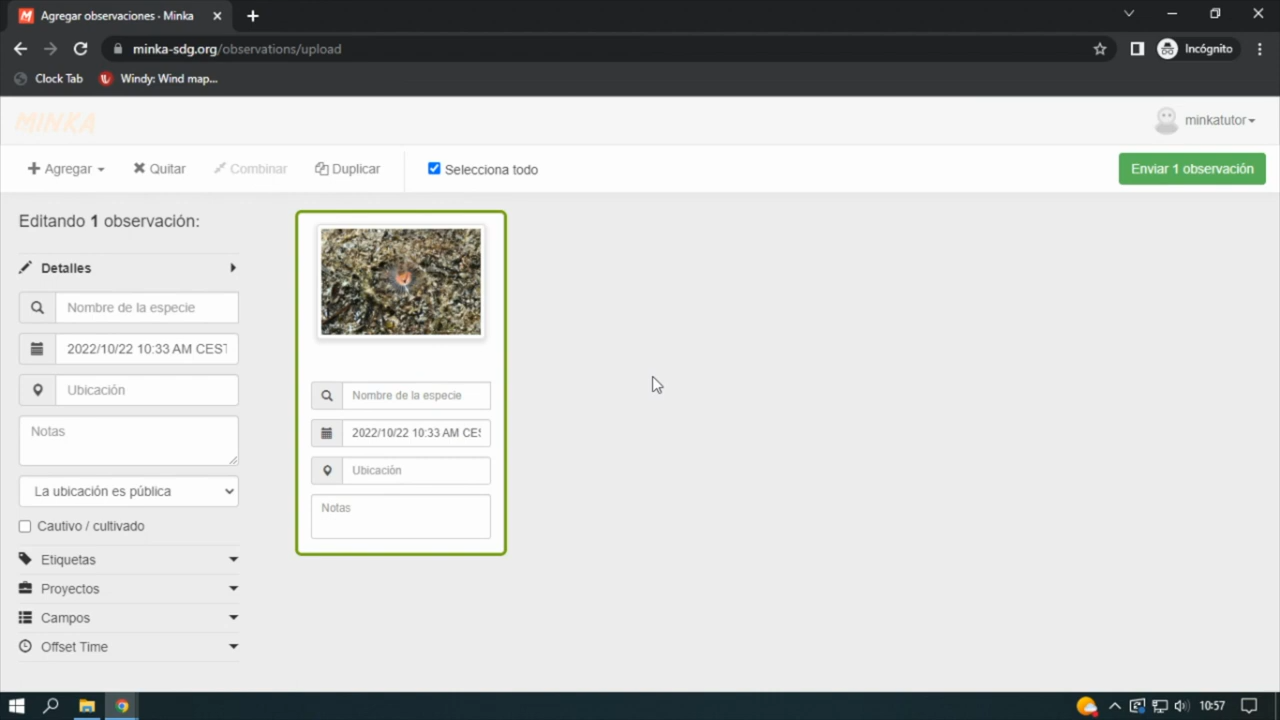 Agregar observaciones · Minka
minka-sdg.org/observations/upload
Incógnito
Clock Tab
Windy: Wind map...
MINKA
minkatutor
Agregar
Quitar
Combinar
Duplicar
Selecciona todo
Enviar 1 observación
Editando 1 observación:
Detalles
Nombre de la especie
2022/10/22 10:33 AM CEST
Ubicación
Notas
La ubicación es pública
Cautivo / cultivado
Etiquetas
Proyectos
Campos
Offset Time
Nombre de la especie
2022/10/22 10:33 AM CES
Ubicación
Notas
10:57